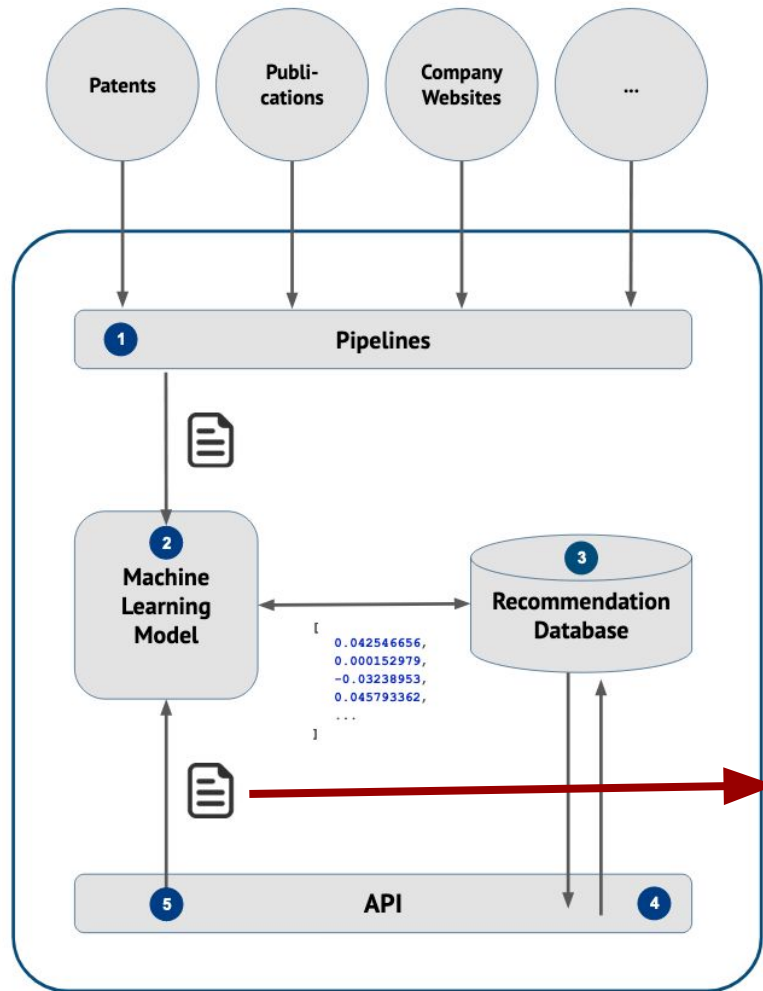 Patents
Publi-
cations
Company
Websites
...
1
Pipelines
2
Machine
Learning
Model
3
Recommendation
Database
[
0.042546656,
0.000152979,
-0.03238953,
0.045793362,
...
]
5
API
4